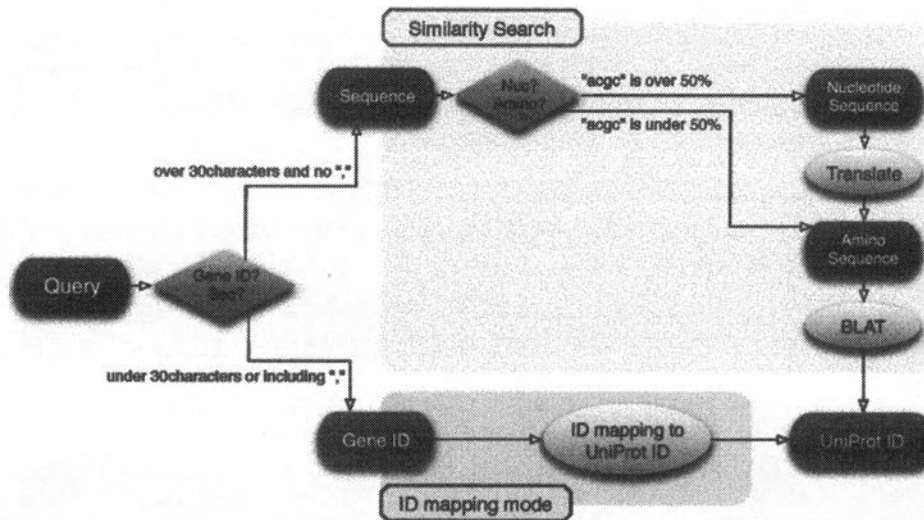 Similarity Search
Sequence
Nuc?
Amino?
"acgc" is over 50%
Nucleotide
Sequence
"acgc" is under 50%
Translate
over 30characters and no ","
Amino
Sequence
Query
Gene ID?
Seq?
BLAT
under 30characters or including ","
Gene ID
ID mapping to
UniProt ID
UniProt ID
ID mapping mode